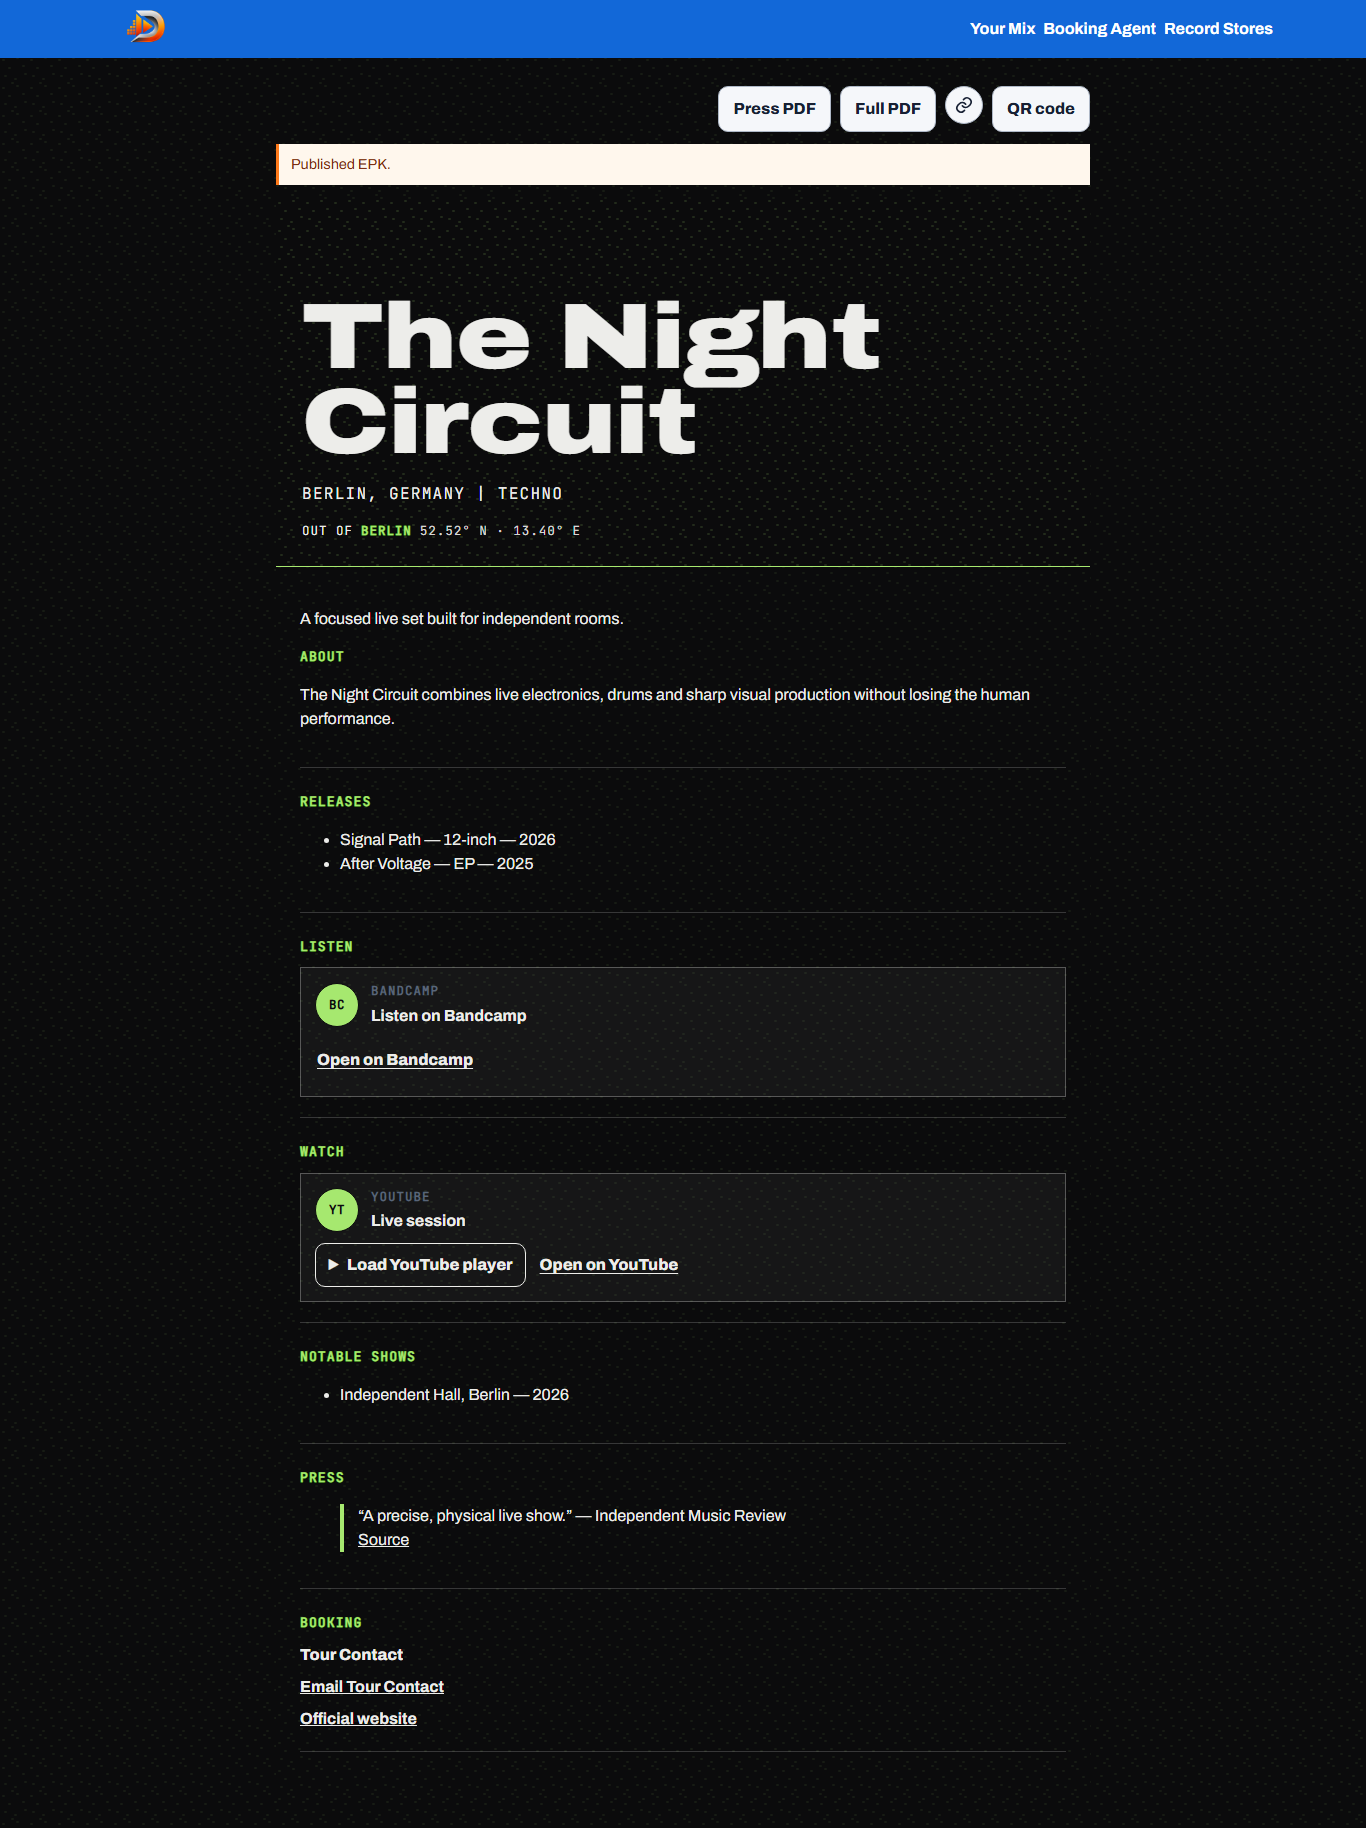 Your Mix Booking Agent Record Stores
Press PDF Full PDF QR code
Published EPK.
The Night
Circuit
BERLIN, GERMANY | TECHNO
OUT OF BERLIN 52.52° N · 13.40° E
A focused live set built for independent rooms.
ABOUT
The Night Circuit combines live electronics, drums and sharp visual production without losing the human
performance.
RELEASES
• Signal Path — 12-inch — 2026
• After Voltage — EP — 2025
LISTEN
BC
BANDCAMP
Listen on Bandcamp
Open on Bandcamp
WATCH
YT
YOUTUBE
Live session
▶ Load YouTube player Open on YouTube
NOTABLE SHOWS
• Independent Hall, Berlin — 2026
PRESS
“A precise, physical live show.” — Independent Music Review
Source
BOOKING
Tour Contact
Email Tour Contact
Official website